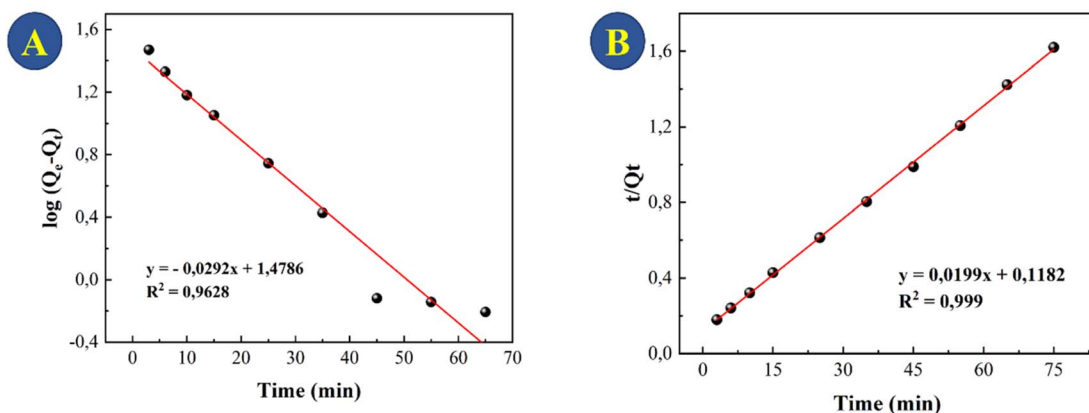 A
1,6
1,2
0,8
0,4
0,0
-0,4
log (Qe-Qt)
y = - 0,0292x + 1,4786
R² = 0,9628
0 10 20 30 40 50 60 70
Time (min)
B
1,6
1,2
0,8
0,4
0,0
t/Qt
y = 0,0199x + 0,1182
R² = 0,999
0 15 30 45 60 75
Time (min)